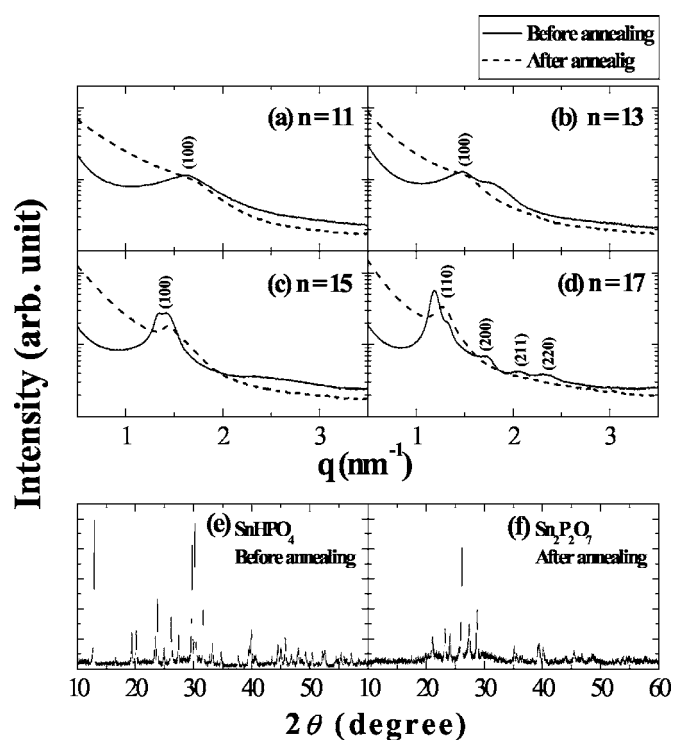 Before annealing
After annealig
(a) n=11
(100)
(b) n=13
(100)
(c) n=15
(100)
(d) n=17
(110)
(200)
(211)
(220)
Intensity (arb. unit)
1 2 3 1 2 3
q (nm⁻¹)
(e) SnHPO₄
Before annealing
(f) Sn₂P₂O₇
After annealing
10 20 30 40 50 60 10 20 30 40 50 60
2θ (degree)